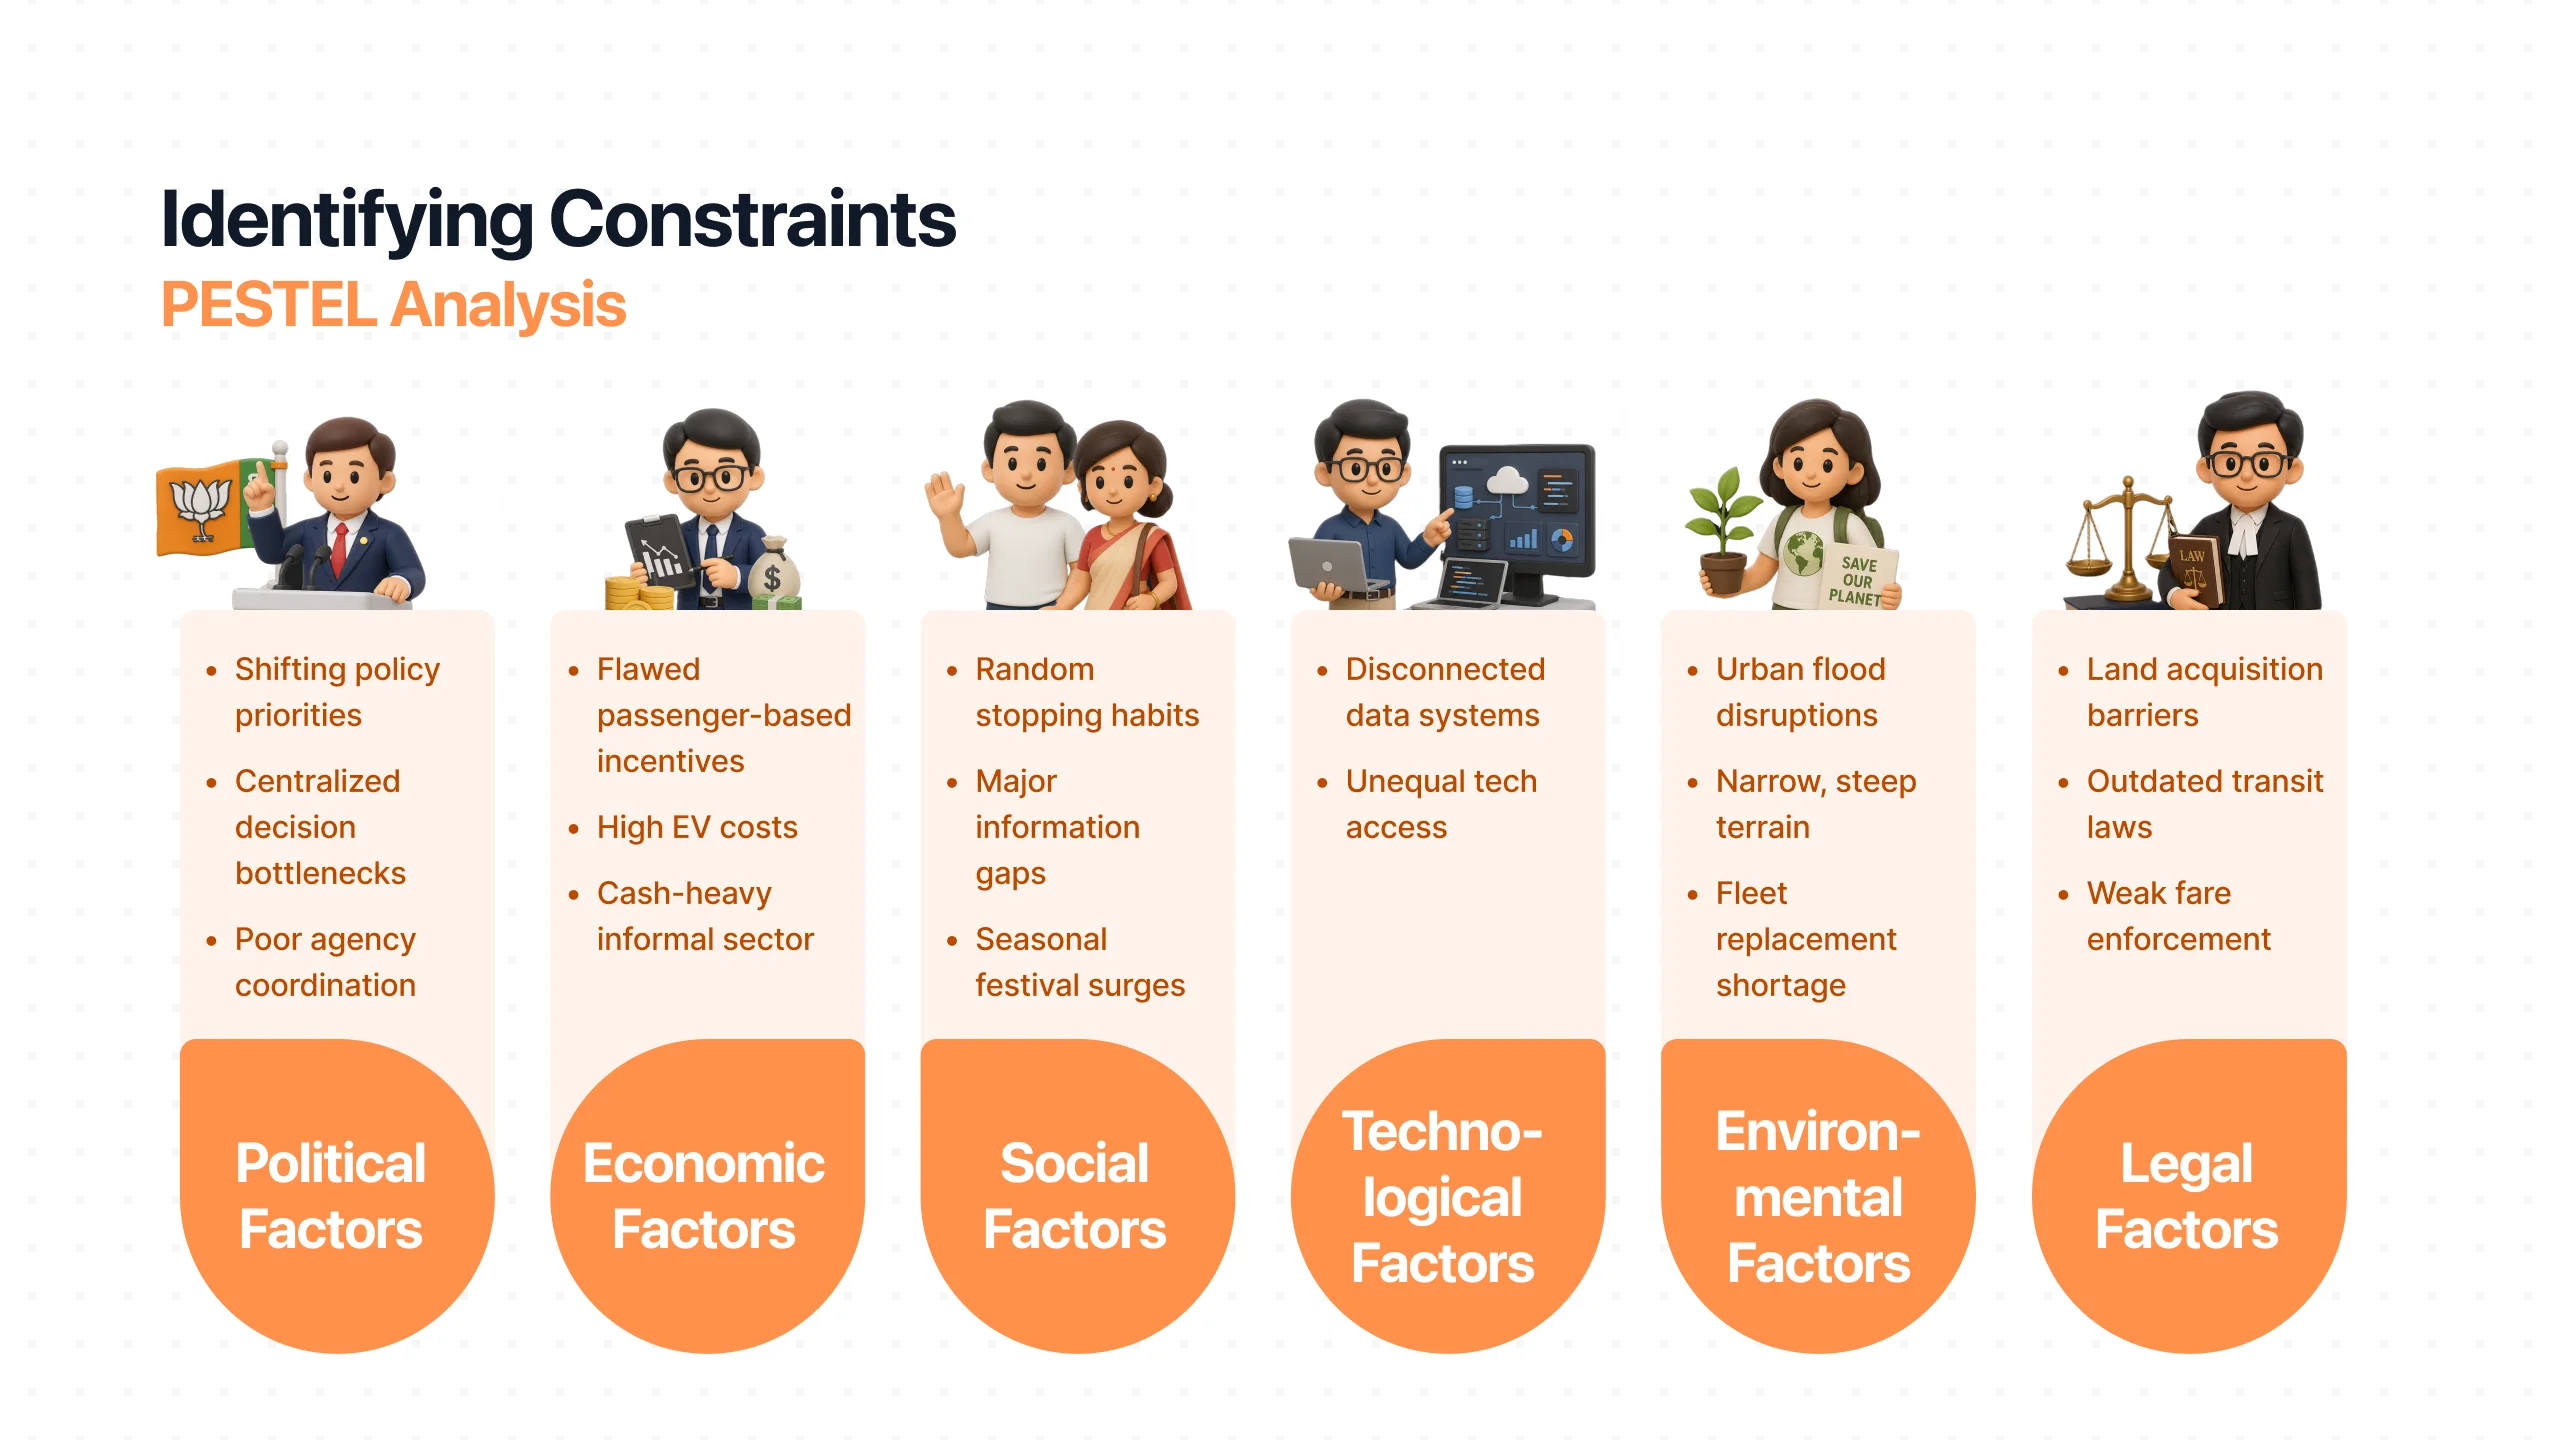 Identifying Constraints
PESTEL Analysis
$
SAVE
OUR
PLANET
LAW
• Shifting policy
priorities
• Centralized
decision
bottlenecks
• Poor agency
coordination
• Flawed
passenger-based
incentives
• High EV costs
• Cash-heavy
informal sector
• Random
stopping habits
• Major
information
gaps
• Seasonal
festival surges
• Disconnected
data systems
• Unequal tech
access
• Urban flood
disruptions
• Narrow, steep
terrain
• Fleet
replacement
shortage
• Land acquisition
barriers
• Outdated transit
laws
• Weak fare
enforcement
Political
Factors
Economic
Factors
Social
Factors
Techno-
logical
Factors
Environ-
mental
Factors
Legal
Factors